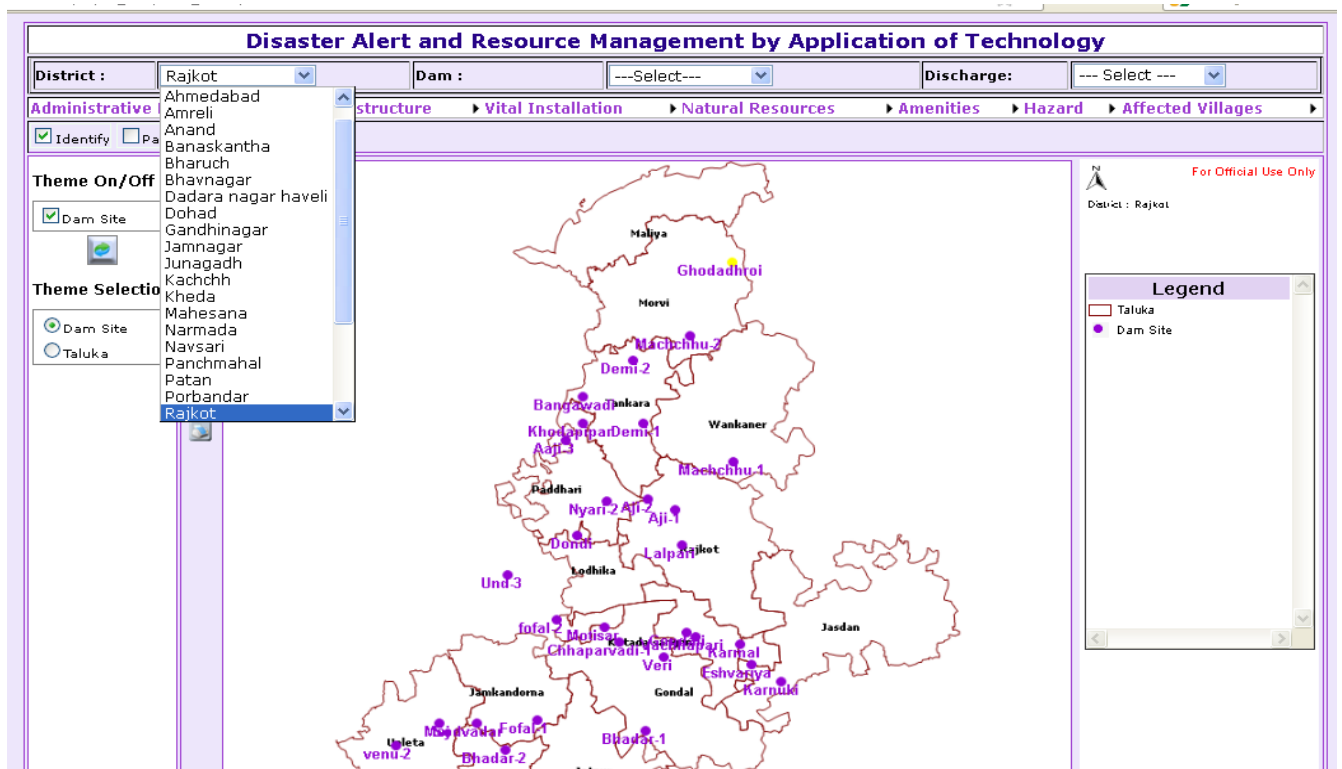 Disaster Alert and Resource Management by Application of Technology
District : Rajkot Dam : ---Select--- Discharge: --- Select ---
Administrative structure Vital Installation Natural Resources Amenities Hazard Affected Villages
Identify Pa
Ahmedabad
Amreli
Anand
Banaskantha
Bharuch
Bhavnagar
Dadara nagar haveli
Dohad
Gandhinagar
Jamnagar
Junagadh
Kachchh
Kheda
Mahesana
Narmada
Navsari
Panchmahal
Patan
Porbandar
Rajkot
Theme On/Off
Dam Site
Theme Selectio
Dam Site
Taluka
N
For Official Use Only
District : Rajkot
Legend
Taluka
Dam Site
Maliya
Ghodadhroi
Morvi
Machchhu-2
Demi-2
Bangawadi
Tankara
Wankaner
Demi-1
Aaji-3
Machchhu-1
Paddhari
Nyari-2
Aji-2
Aji-1
Dondi
Lalpari
Rajkot
Lodhika
Und-3
Jasdan
fofal-2
Motisar
Chhaparvadi-1
Karmal
Veri
Eshvariya
Karnuki
Jamkandorna
Gondal
Fofal-1
Bhadar-1
Upleta
venu-2
Bhadar-2